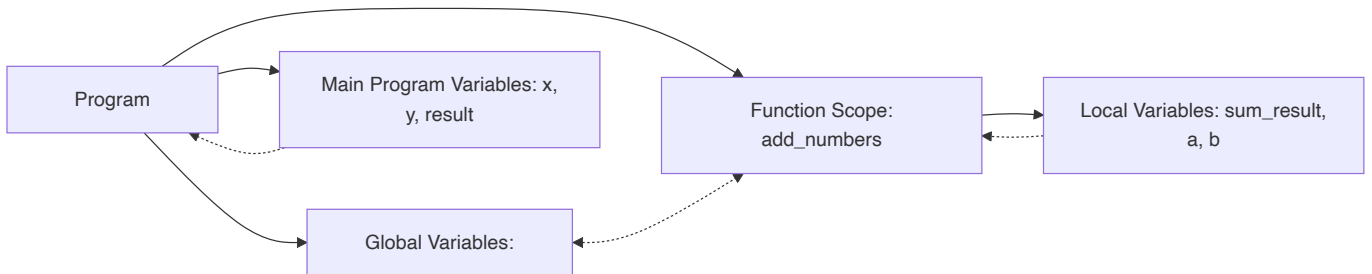 Program
Main Program Variables: x,
y, result
Function Scope:
add_numbers
Local Variables: sum_result,
a, b
Global Variables: